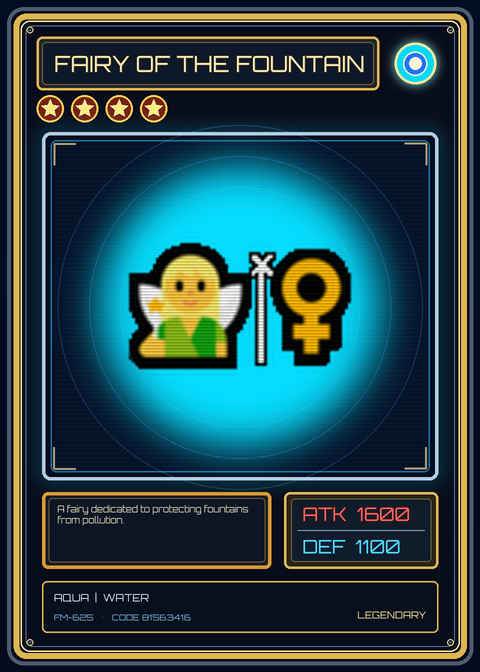 FAIRY OF THE FOUNTAIN
A fairy dedicated to protecting fountains
from pollution.
ATK 1600
DEF 1100
AQUA | WATER
FM-625 · CODE 81563416
LEGENDARY